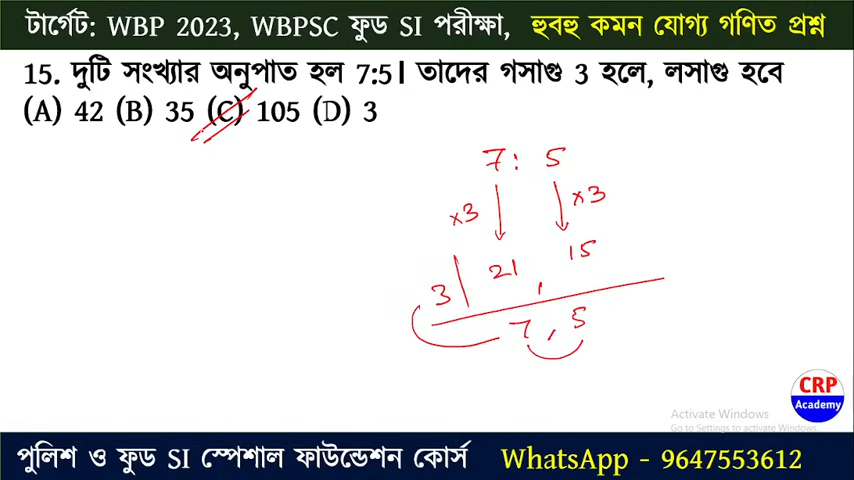 টার্গেট: WBP 2023, WBPSC ফুড SI পরীক্ষা, হুবহু কমন যোগ্য গণিত প্রশ্ন
15. দুটি সংখ্যার অনুপাত হল 7:5। তাদের গসাগু 3 হলে, লসাগু হবে
(A) 42 (B) 35 (C) 105 (D) 3
7 : 5
×3 ×3
3 21, 15
7, 5
CRP
Academy
Activate Windows
Go to Settings to activate Windows.
পুলিশ ও ফুড SI স্পেশাল ফাউন্ডেশন কোর্স WhatsApp - 9647553612